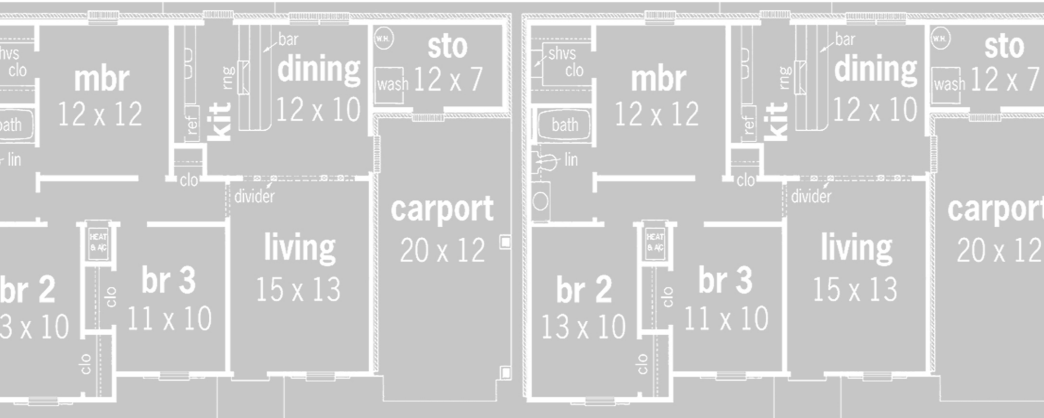 hvs
clo
mbr
12 x 12
bath
lin
ref
kit
rng
bar
dining
12 x 10
W.H.
wash
sto
12 x 7
clo
divider
carport
20 x 12
living
15 x 13
HEAT
& AC
br 2
3 x 10
clo
br 3
11 x 10
clo
shvs
clo
mbr
12 x 12
bath
lin
ref
kit
rng
bar
dining
12 x 10
W.H.
wash
sto
12 x 7
clo
divider
carport
20 x 12
living
15 x 13
HEAT
& AC
br 2
13 x 10
clo
br 3
11 x 10
clo